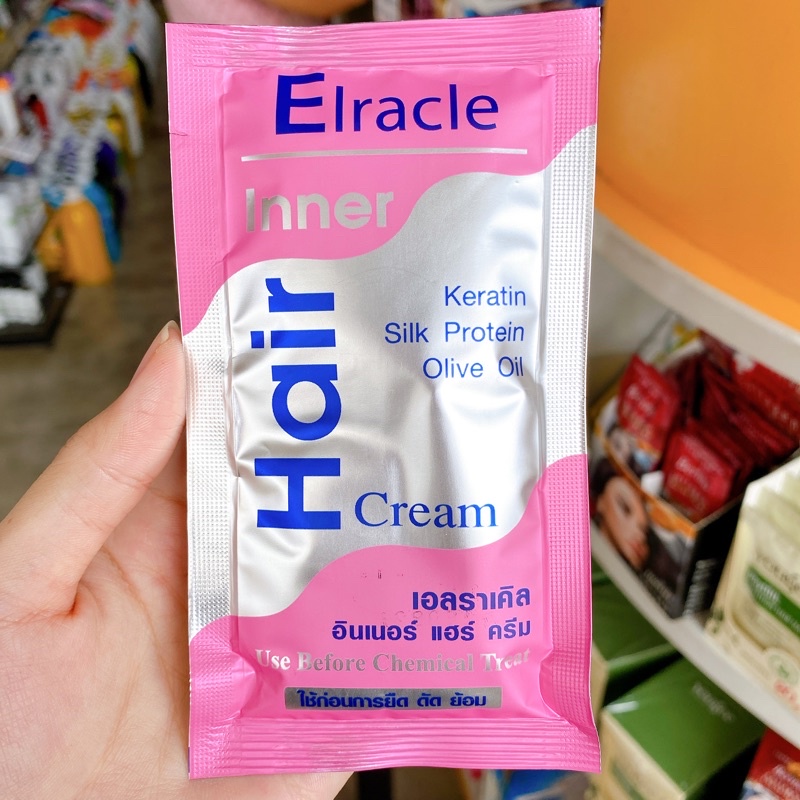 Elracle
Inner
Hair
Keratin
Silk Protein
Olive Oil
Cream
เอลราเคิล
อินเนอร์ แฮร์ ครีม
Use Before Chemical Treat
ใช้ก่อนการยืด ดัด ย้อม